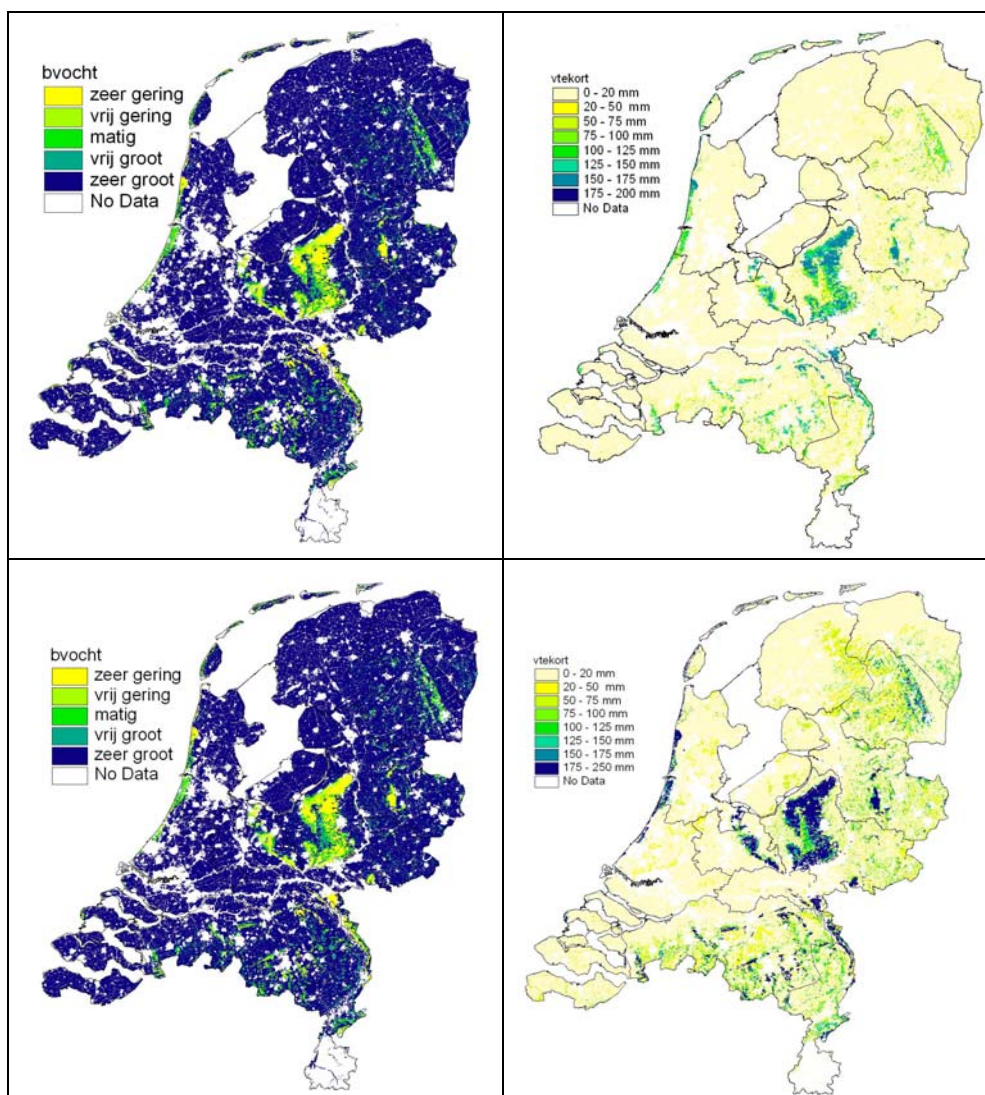 bvocht
zeer gering
vrij gering
matig
vrij groot
zeer groot
No Data
vtekort
0 - 20 mm
20 - 50 mm
50 - 75 mm
75 - 100 mm
100 - 125 mm
125 - 150 mm
150 - 175 mm
175 - 200 mm
No Data
bvocht
zeer gering
vrij gering
matig
vrij groot
zeer groot
No Data
vtekort
0 - 20 mm
20 - 50 mm
50 - 75 mm
75 - 100 mm
100 - 125 mm
125 - 150 mm
150 - 175 mm
175 - 250 mm
No Data